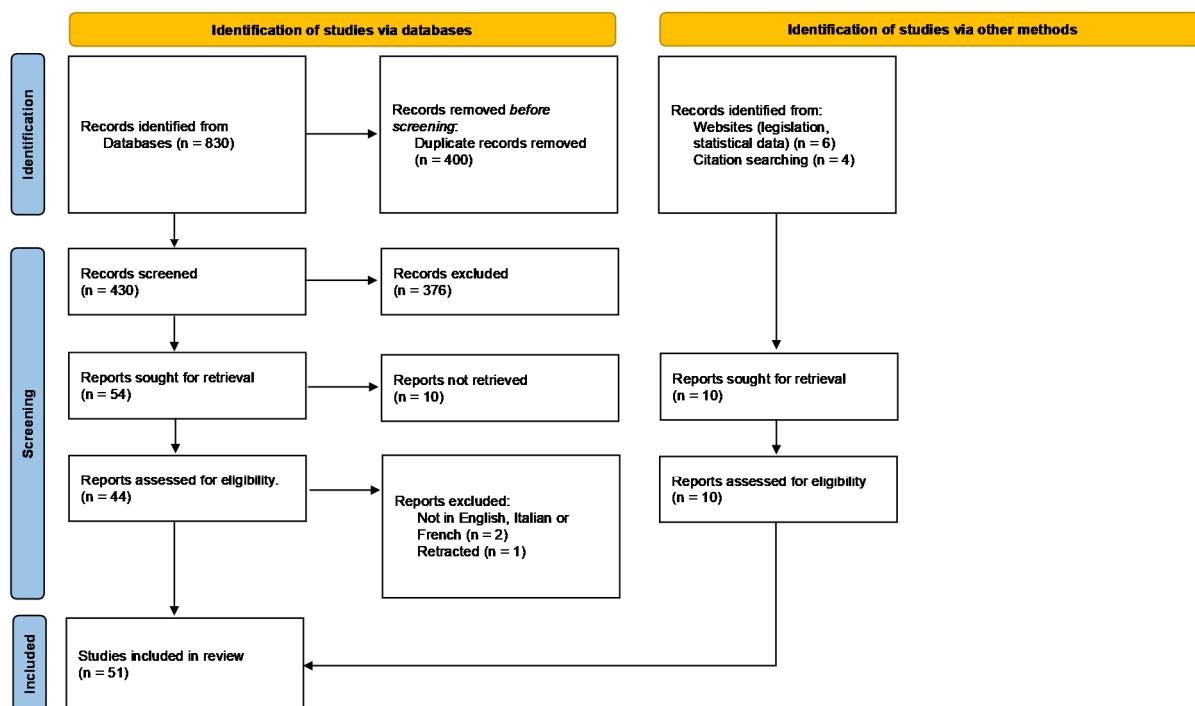 Identification of studies via databases
Identification of studies via other methods
Identification
Records identified from
Databases (n = 830)
Records removed before
screening:
Duplicate records removed
(n = 400)
Records identified from:
Websites (legislation,
statistical data) (n = 6)
Citation searching (n = 4)
Screening
Records screened
(n = 430)
Records excluded
(n = 376)
Reports sought for retrieval
(n = 54)
Reports not retrieved
(n = 10)
Reports sought for retrieval
(n = 10)
Reports assessed for eligibility.
(n = 44)
Reports excluded:
Not in English, Italian or
French (n = 2)
Retracted (n = 1)
Reports assessed for eligibility
(n = 10)
Included
Studies included in review
(n = 51)